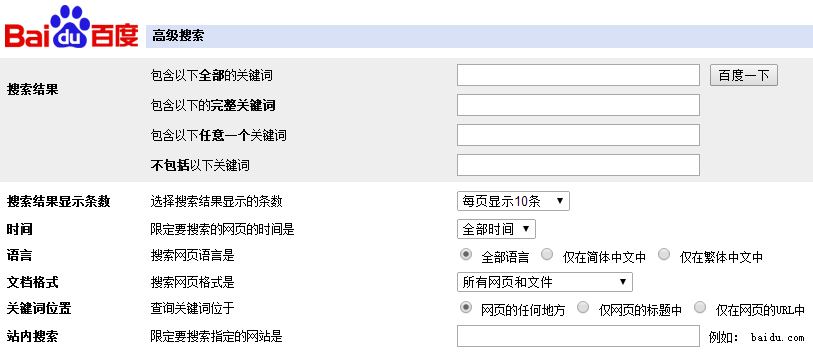 Bai du 百度 高级搜索
搜索结果 包含以下全部的关键词 百度一下
包含以下的完整关键词
包含以下任意一个关键词
不包括以下关键词
搜索结果显示条数 选择搜索结果显示的条数 每页显示10条
时间 限定要搜索的网页的时间是 全部时间
语言 搜索网页语言是 全部语言 仅在简体中文中 仅在繁体中文中
文档格式 搜索网页格式是 所有网页和文件
关键词位置 查询关键词位于 网页的任何地方 仅网页的标题中 仅在网页的URL中
站内搜索 限定要搜索指定的网站是 例如： baidu.com